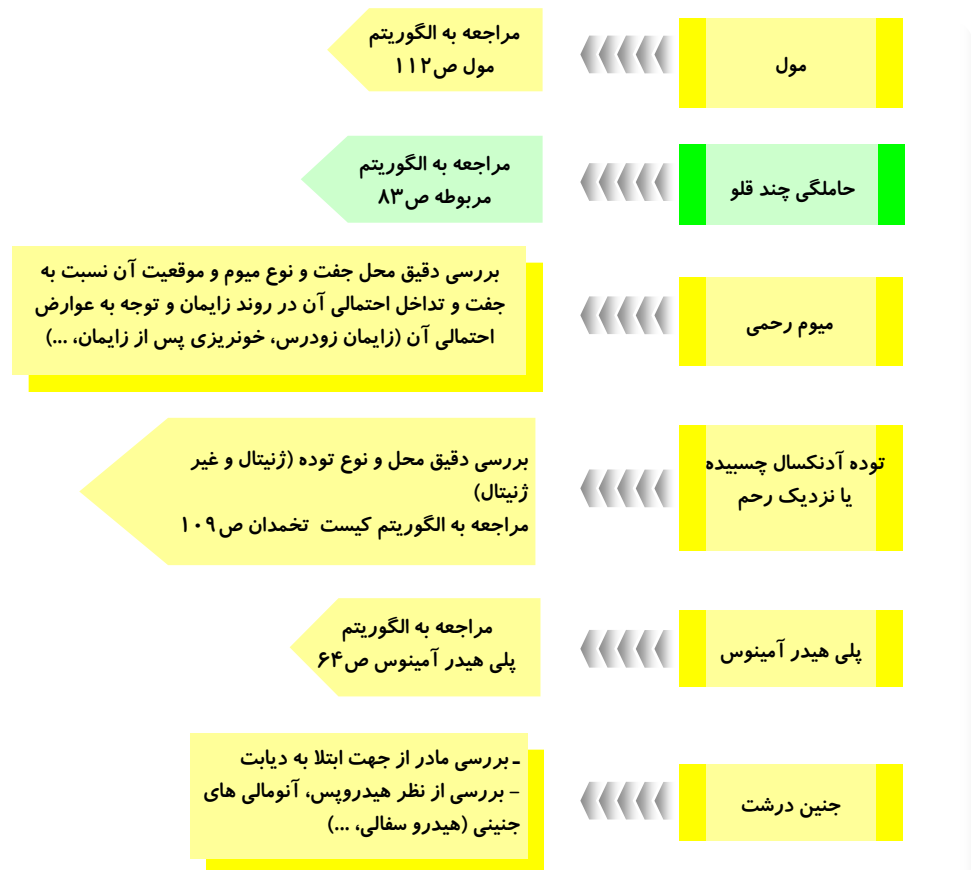 مول
مراجعه به الگوریتم
مول ص۱۱۲
حاملگی چند قلو
مراجعه به الگوریتم
مربوطه ص۸۳
میوم رحمی
بررسی دقیق محل جفت و نوع میوم و موقعیت آن نسبت به
جفت و تداخل احتمالی آن در روند زایمان و توجه به عوارض
احتمالی آن (زایمان زودرس، خونریزی پس از زایمان، ...)
توده آدنکسال چسبیده
یا نزدیک رحم
بررسی دقیق محل و نوع توده (ژنیتال و غیر
ژنیتال)
مراجعه به الگوریتم کیست تخمدان ص۱۰۹
پلی هیدر آمینوس
مراجعه به الگوریتم
پلی هیدر آمینوس ص۶۴
جنین درشت
ـ بررسی مادر از جهت ابتلا به دیابت
– بررسی از نظر هیدروپس، آنومالی های
جنینی (هیدرو سفالی، ...)